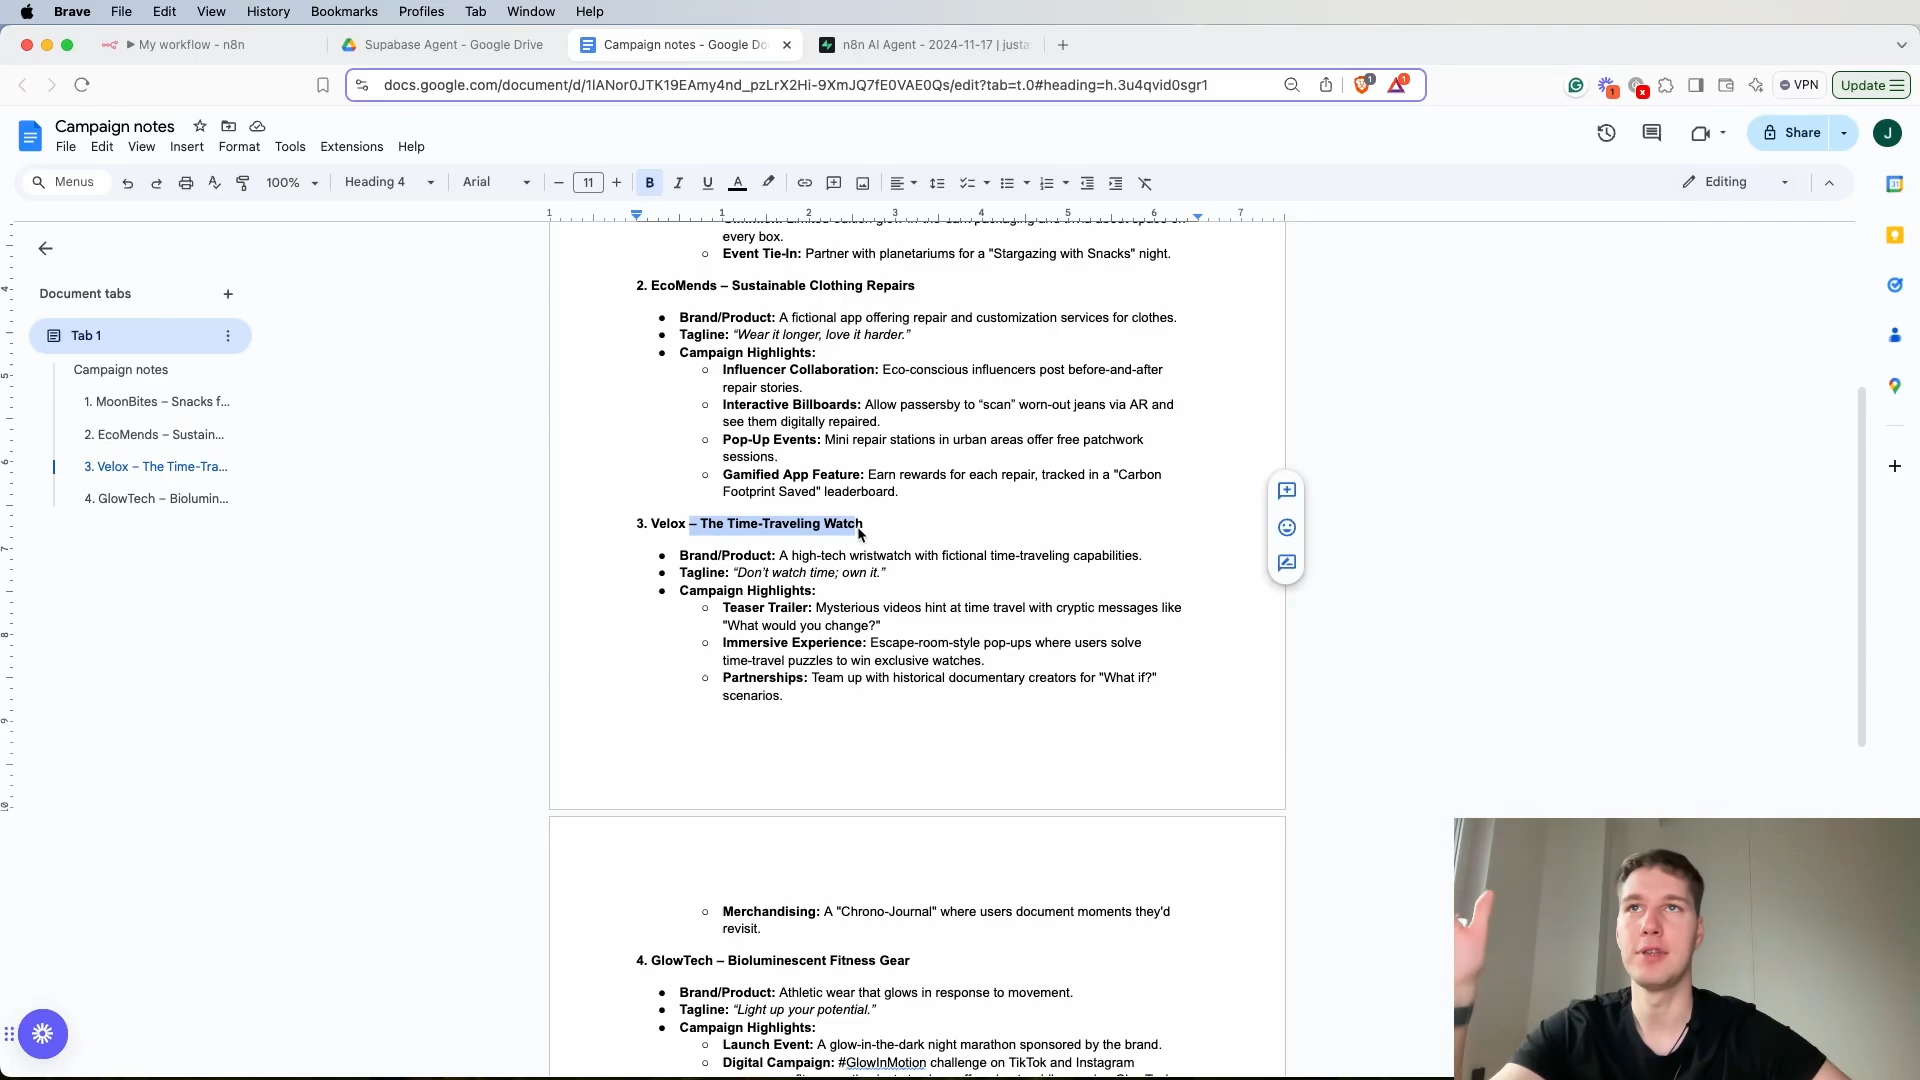 Brave File Edit View History Bookmarks Profiles Tab Window Help
My workflow - n8n
Supabase Agent - Google Drive
Campaign notes - Google Do
n8n AI Agent - 2024-11-17 | justa
docs.google.com/document/d/1lANor0JTK19EAmy4nd_pzLrX2Hi-9XmJQ7fE0VAE0Qs/edit?tab=t.0#heading=h.3u4qvid0sgr1
1
1
1
x
VPN
Update
Campaign notes
File Edit View Insert Format Tools Extensions Help
Share
J
Menus
100%
Heading 4
Arial
11
B
Editing
1 1 2 3 4 5 6 7
Document tabs
Tab 1
Campaign notes
1. MoonBites – Snacks f...
2. EcoMends – Sustain...
3. Velox – The Time-Tra...
4. GlowTech – Biolumin...
every box.
Event Tie-In: Partner with planetariums for a "Stargazing with Snacks" night.
2. EcoMends – Sustainable Clothing Repairs
Brand/Product: A fictional app offering repair and customization services for clothes.
Tagline: “Wear it longer, love it harder.”
Campaign Highlights:
Influencer Collaboration: Eco-conscious influencers post before-and-after
repair stories.
Interactive Billboards: Allow passersby to “scan” worn-out jeans via AR and
see them digitally repaired.
Pop-Up Events: Mini repair stations in urban areas offer free patchwork
sessions.
Gamified App Feature: Earn rewards for each repair, tracked in a "Carbon
Footprint Saved" leaderboard.
3. Velox – The Time-Traveling Watch
Brand/Product: A high-tech wristwatch with fictional time-traveling capabilities.
Tagline: “Don’t watch time; own it.”
Campaign Highlights:
Teaser Trailer: Mysterious videos hint at time travel with cryptic messages like
"What would you change?"
Immersive Experience: Escape-room-style pop-ups where users solve
time-travel puzzles to win exclusive watches.
Partnerships: Team up with historical documentary creators for "What if?"
scenarios.
Merchandising: A "Chrono-Journal" where users document moments they'd
revisit.
4. GlowTech – Bioluminescent Fitness Gear
Brand/Product: Athletic wear that glows in response to movement.
Tagline: “Light up your potential.”
Campaign Highlights:
Launch Event: A glow-in-the-dark night marathon sponsored by the brand.
Digital Campaign: #GlowInMotion challenge on TikTok and Instagram